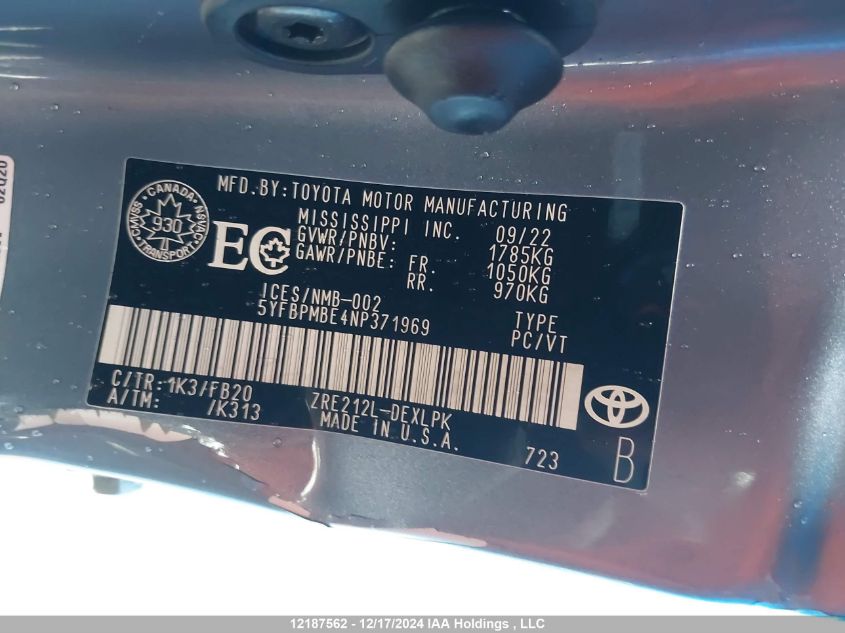 MFD.BY:TOYOTA MOTOR MANUFACTURING
MISSISSIPPI INC. 09/22
GVWR/PNBV: 1785KG
GAWR/PNBE: FR. 1050KG
RR. 970KG
CANADA
930
TRANSPORT
EC
ICES/NMB-002
5YFBPMBE4NP371969
TYPE
PC/VT
C/TR: 1K3/FB20
A/TM: /K313
ZRE212L-DEXLPK
MADE IN U.S.A.
723
B
12187562 - 12/17/2024 IAA Holdings , LLC